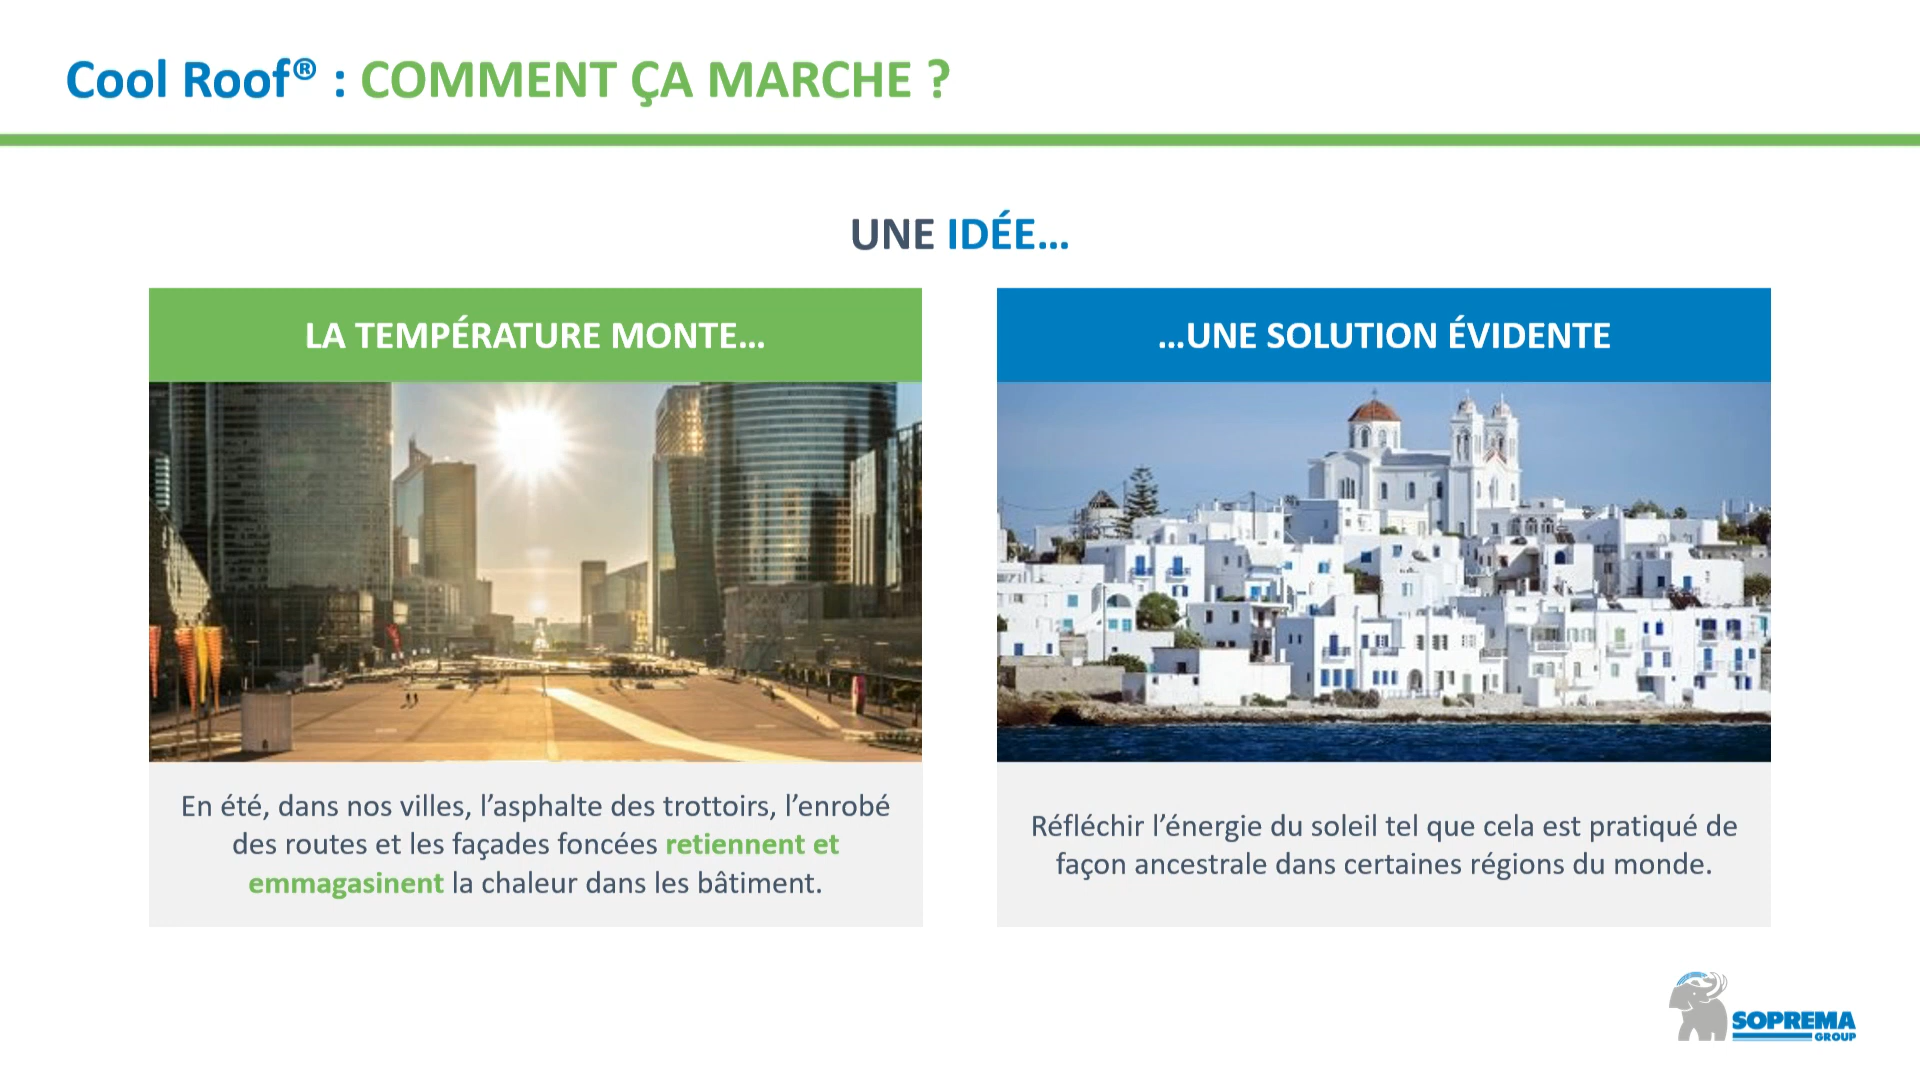 Cool Roof® : COMMENT ÇA MARCHE ?
UNE IDÉE...
LA TEMPÉRATURE MONTE...
En été, dans nos villes, l’asphalte des trottoirs, l’enrobé
des routes et les façades foncées retiennent et
emmagasinent la chaleur dans les bâtiment.
...UNE SOLUTION ÉVIDENTE
Réfléchir l’énergie du soleil tel que cela est pratiqué de
façon ancestrale dans certaines régions du monde.
SOPREMA
GROUP